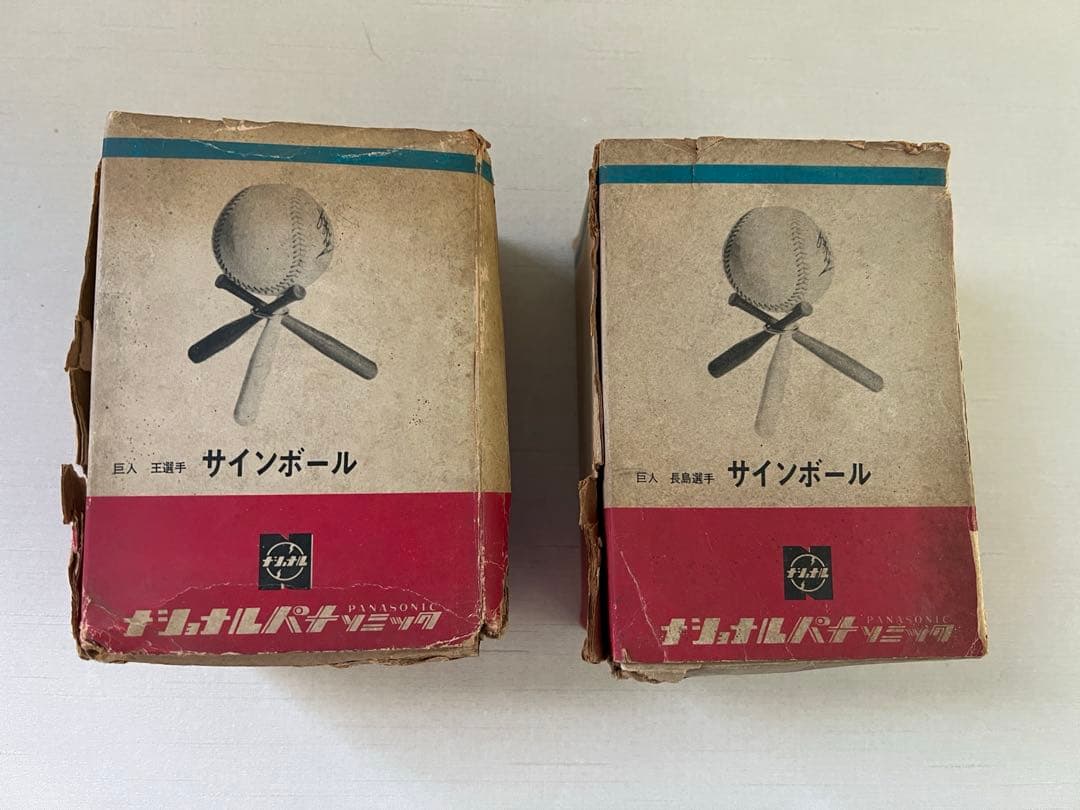 巨人 王選手 サインボール
ナショナル
PANASONIC
ナショナルパナソニック
巨人 長島選手 サインボール
ナショナル
PANASONIC
ナショナルパナソニック